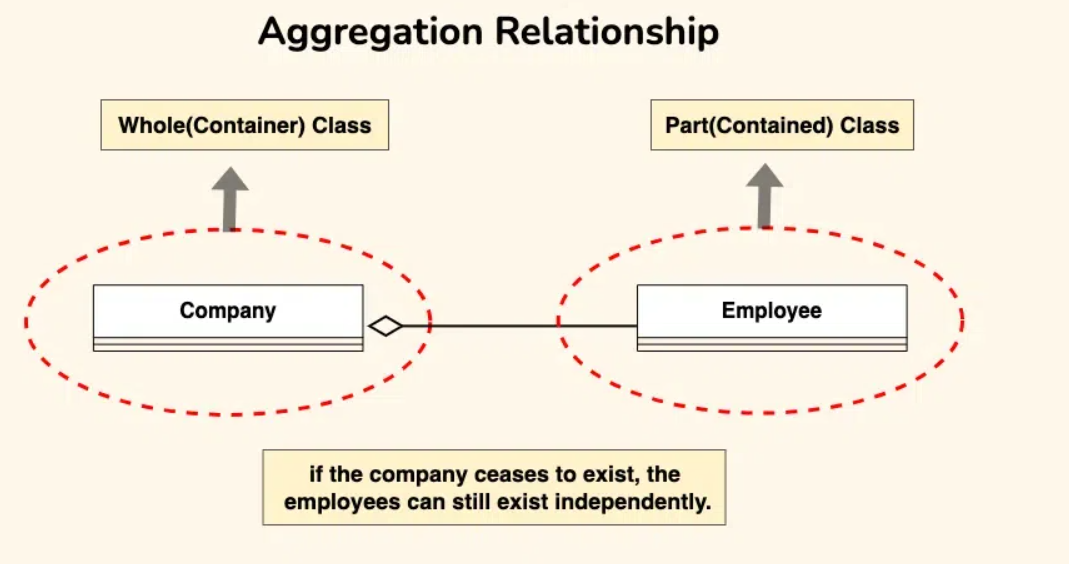 Aggregation Relationship
Whole(Container) Class
Part(Contained) Class
Company
Employee
if the company ceases to exist, the
employees can still exist independently.